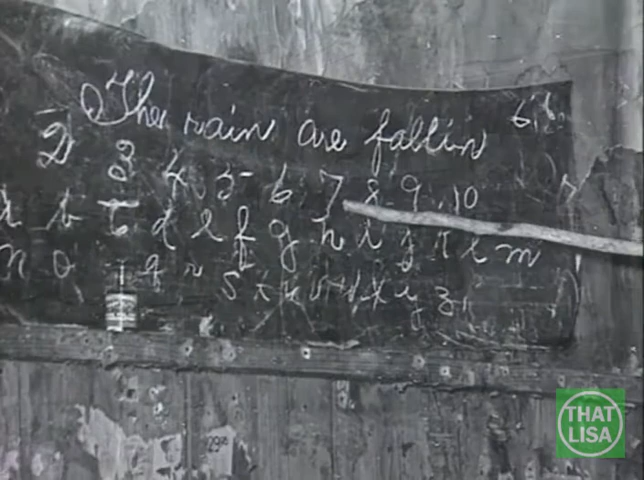 The rain are fallin
2 3 4 5 6 7 8 9 10
b c d e f g h i j k l m
n o q r s t u v w x y z
THAT
LISA